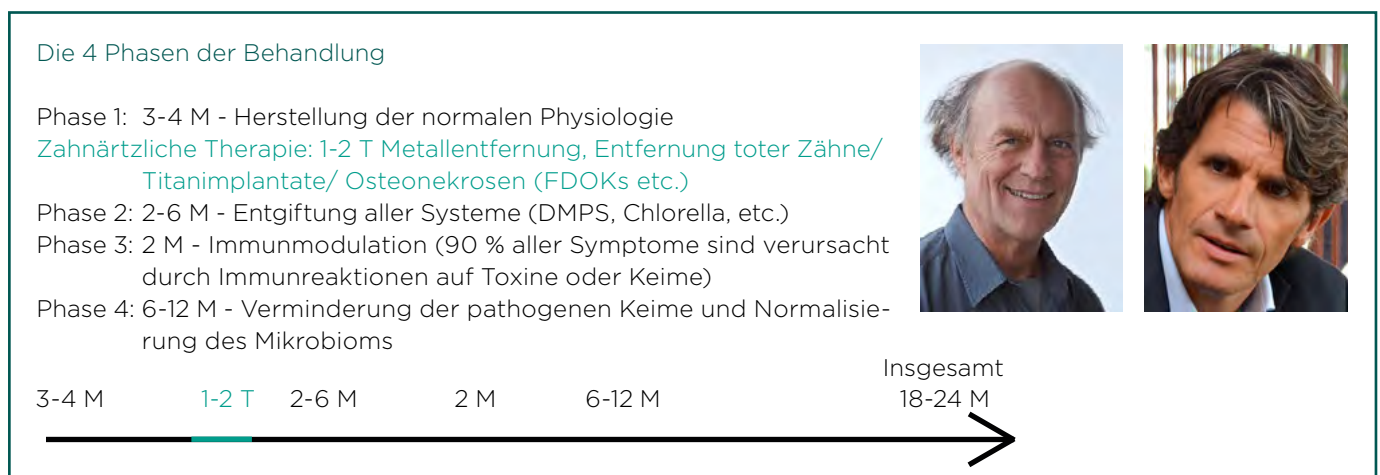 Die 4 Phasen der Behandlung
Phase 1: 3-4 M - Herstellung der normalen Physiologie
Zahnärtzliche Therapie: 1-2 T Metallentfernung, Entfernung toter Zähne/
Titanimplantate/ Osteonekrosen (FDOKs etc.)
Phase 2: 2-6 M - Entgiftung aller Systeme (DMPS, Chlorella, etc.)
Phase 3: 2 M - Immunmodulation (90 % aller Symptome sind verursacht
durch Immunreaktionen auf Toxine oder Keime)
Phase 4: 6-12 M - Verminderung der pathogenen Keime und Normalisie-
rung des Mikrobioms
Insgesamt
3-4 M 1-2 T 2-6 M 2 M 6-12 M 18-24 M